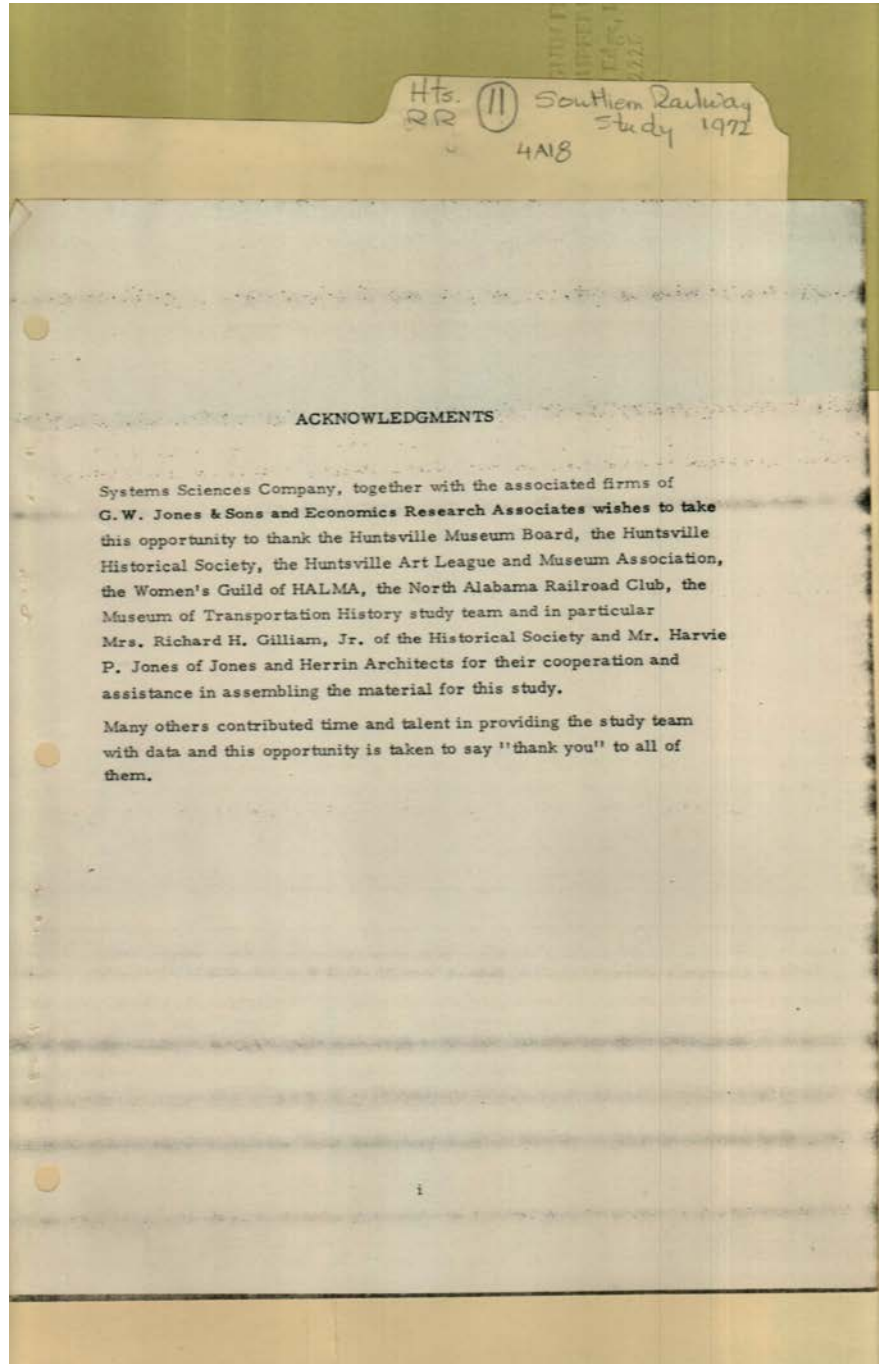 Hts. (11) Southern Railway
RR Study 1972
4A18
ACKNOWLEDGMENTS
Systems Sciences Company, together with the associated firms of
G.W. Jones & Sons and Economics Research Associates wishes to take
this opportunity to thank the Huntsville Museum Board, the Huntsville
Historical Society, the Huntsville Art League and Museum Association,
the Women's Guild of HALMA, the North Alabama Railroad Club, the
Museum of Transportation History study team and in particular
Mrs. Richard H. Gilliam, Jr. of the Historical Society and Mr. Harvie
P. Jones of Jones and Herrin Architects for their cooperation and
assistance in assembling the material for this study.
Many others contributed time and talent in providing the study team
with data and this opportunity is taken to say "thank you" to all of
them.
i